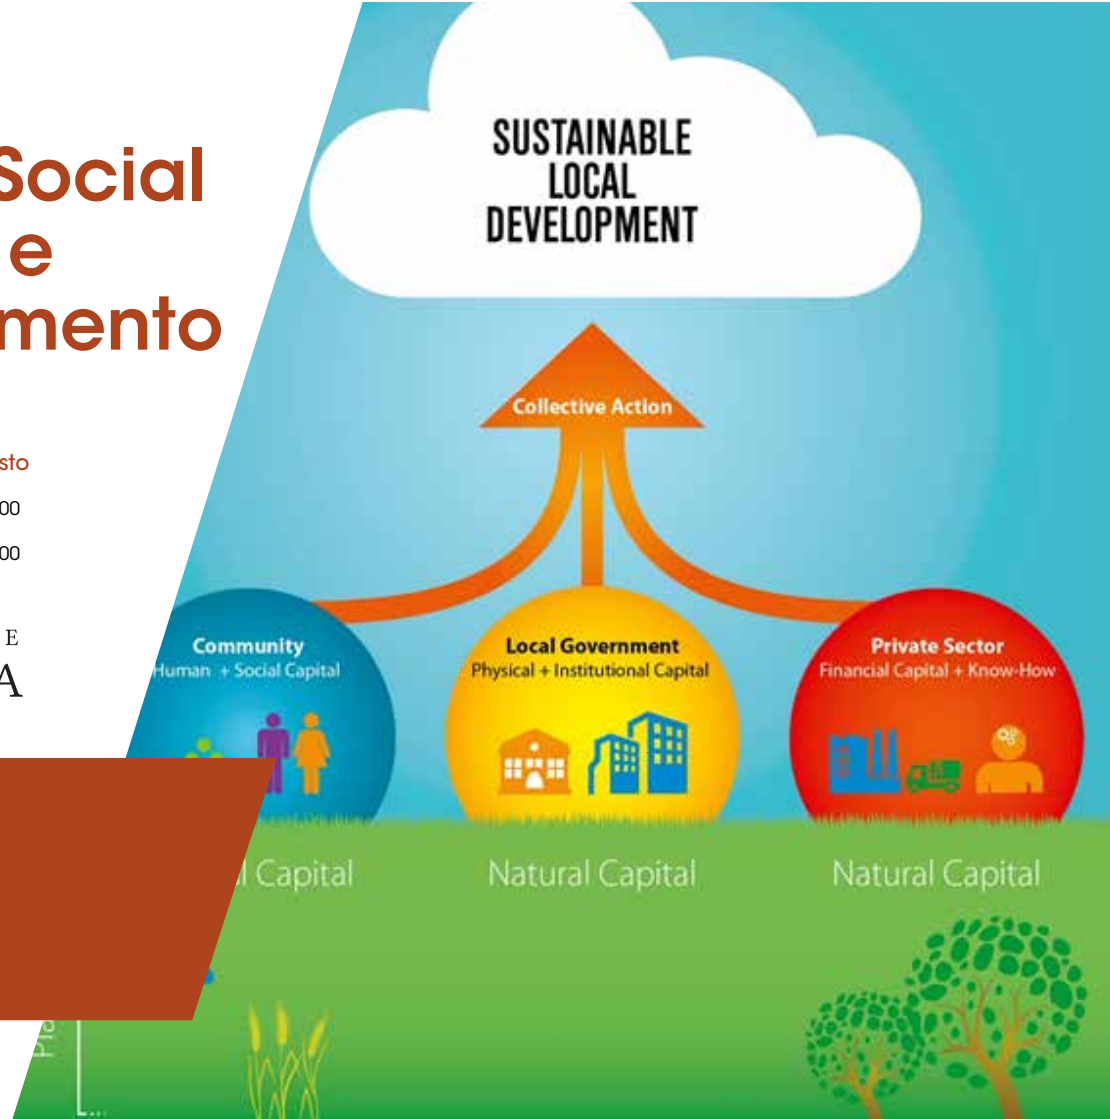 Social
e
mento
sto
00
00
E
A
SUSTAINABLE
LOCAL
DEVELOPMENT
Collective Action
Community
Human + Social Capital
Local Government
Physical + Institutional Capital
Private Sector
Financial Capital + Know-How
l Capital
Natural Capital
Natural Capital